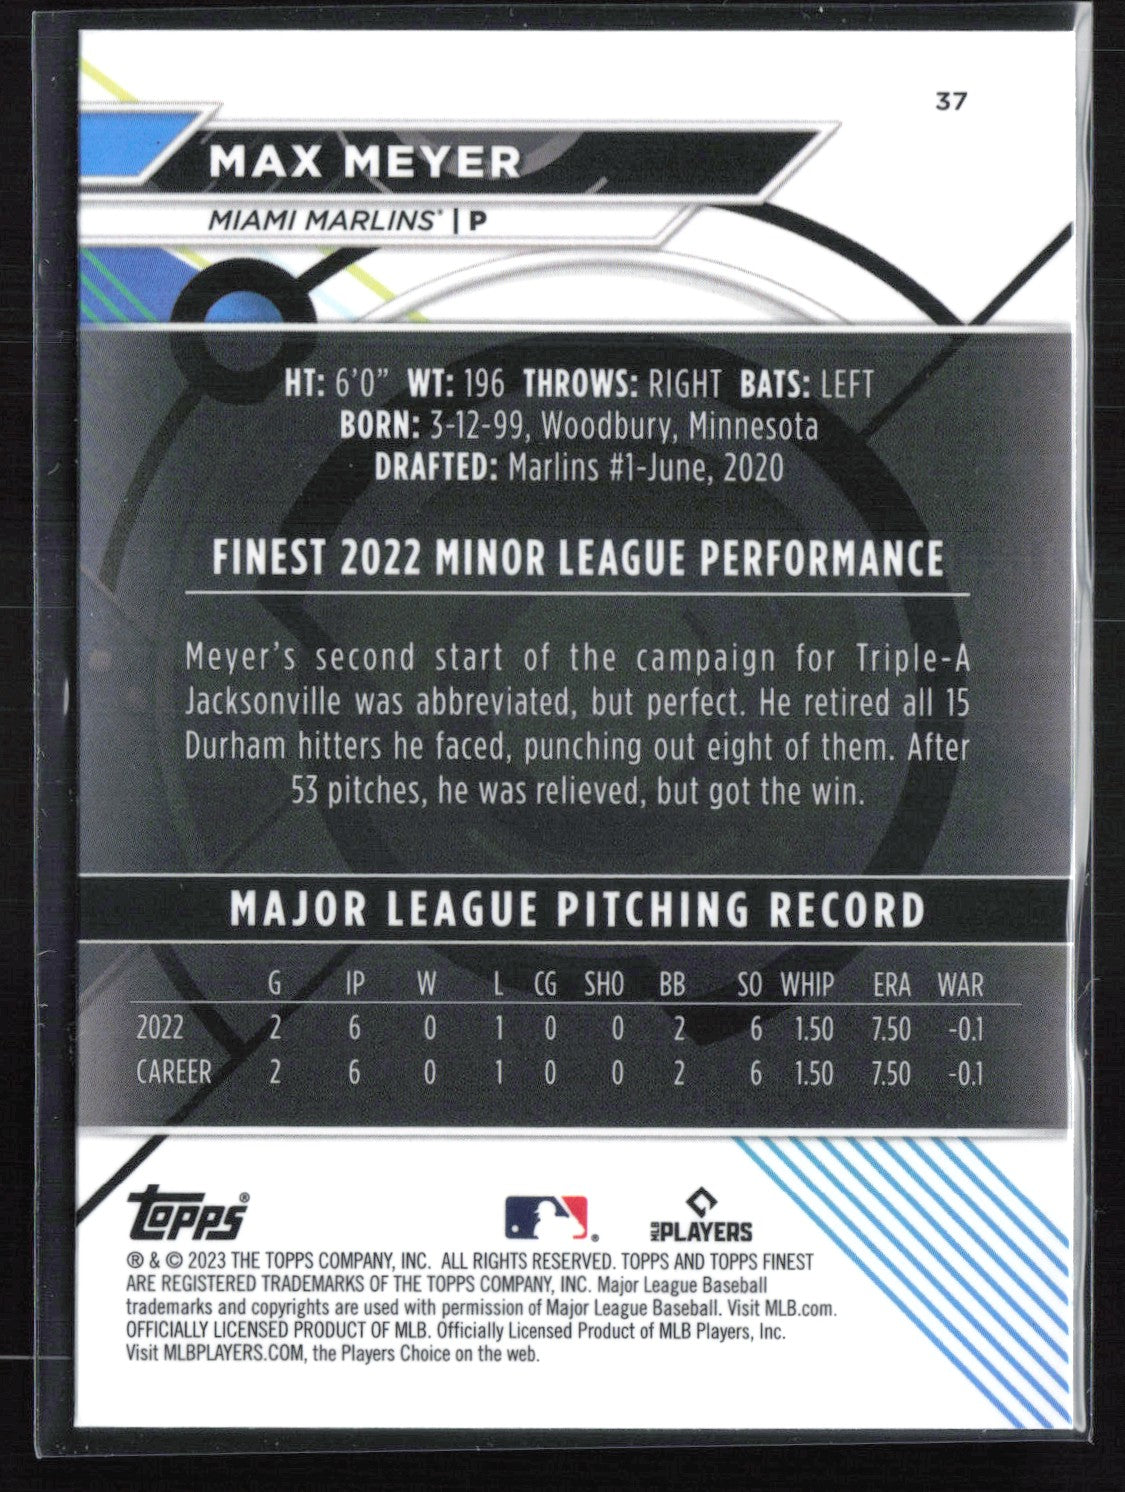 37
MAX MEYER
MIAMI MARLINS® | P
HT: 6'0" WT: 196 THROWS: RIGHT BATS: LEFT
BORN: 3-12-99, Woodbury, Minnesota
DRAFTED: Marlins #1-June, 2020
FINEST 2022 MINOR LEAGUE PERFORMANCE
Meyer's second start of the campaign for Triple-A
Jacksonville was abbreviated, but perfect. He retired all 15
Durham hitters he faced, punching out eight of them. After
53 pitches, he was relieved, but got the win.
MAJOR LEAGUE PITCHING RECORD
G IP W L CG SHO BB SO WHIP ERA WAR
2022 2 6 0 1 0 0 2 6 1.50 7.50 -0.1
CAREER 2 6 0 1 0 0 2 6 1.50 7.50 -0.1
topps® ® MLB PLAYERS
® & © 2023 THE TOPPS COMPANY, INC. ALL RIGHTS RESERVED. TOPPS AND TOPPS FINEST
ARE REGISTERED TRADEMARKS OF THE TOPPS COMPANY, INC. Major League Baseball
trademarks and copyrights are used with permission of Major League Baseball. Visit MLB.com.
OFFICIALLY LICENSED PRODUCT OF MLB. Officially Licensed Product of MLB Players, Inc.
Visit MLBPLAYERS.COM, the Players Choice on the web.